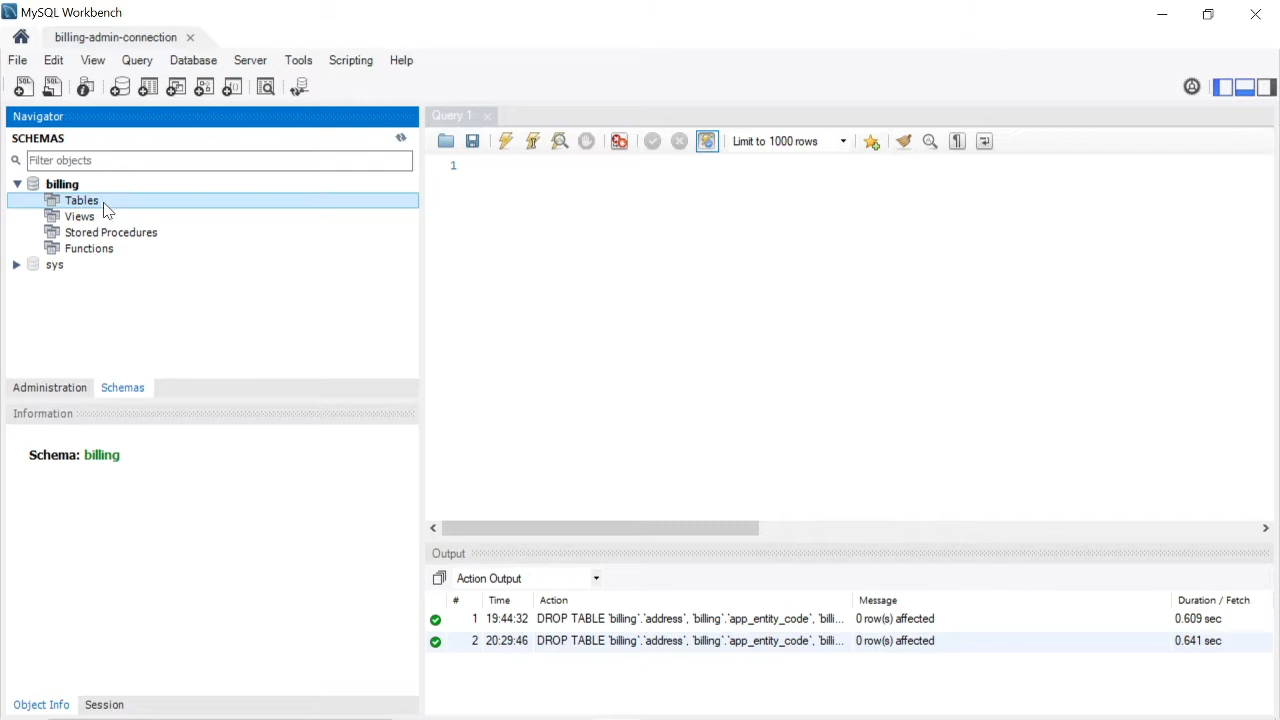 MySQL Workbench
billing-admin-connection
File Edit View Query Database Server Tools Scripting Help
SQL SQL
Navigator
SCHEMAS
Filter objects
billing
Tables
Views
Stored Procedures
Functions
sys
Administration Schemas
Information
Schema: billing
Object Info Session
Query 1
Limit to 1000 rows
1
Output
Action Output
# Time Action Message Duration / Fetch
1 19:44:32 DROP TABLE `billing`.`address`, `billing`.`app_entity_code`, `billi... 0 row(s) affected 0.609 sec
2 20:29:46 DROP TABLE `billing`.`address`, `billing`.`app_entity_code`, `billi... 0 row(s) affected 0.641 sec